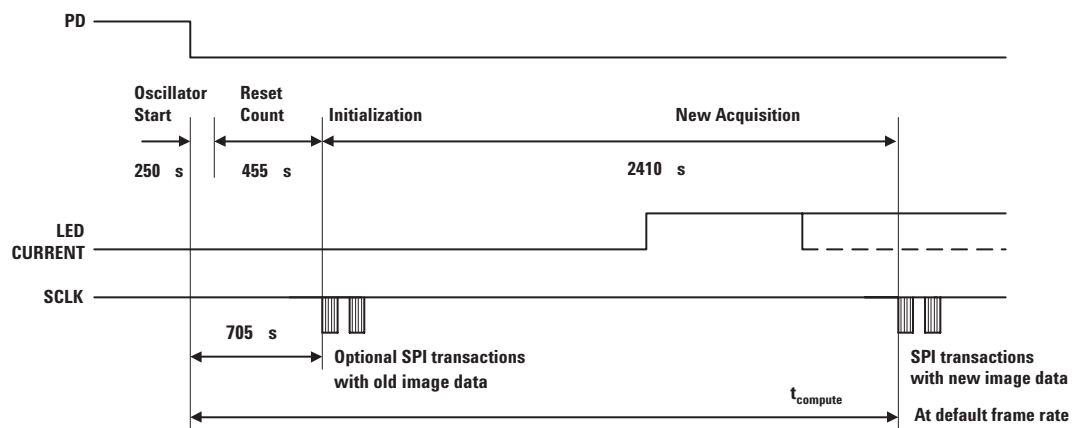 PD
Oscillator
Start
Reset
Count
Initialization
New Acquisition
250 s
455 s
2410 s
LED
CURRENT
SCLK
705 s
Optional SPI transactions
with old image data
SPI transactions
with new image data
tcompute
At default frame rate